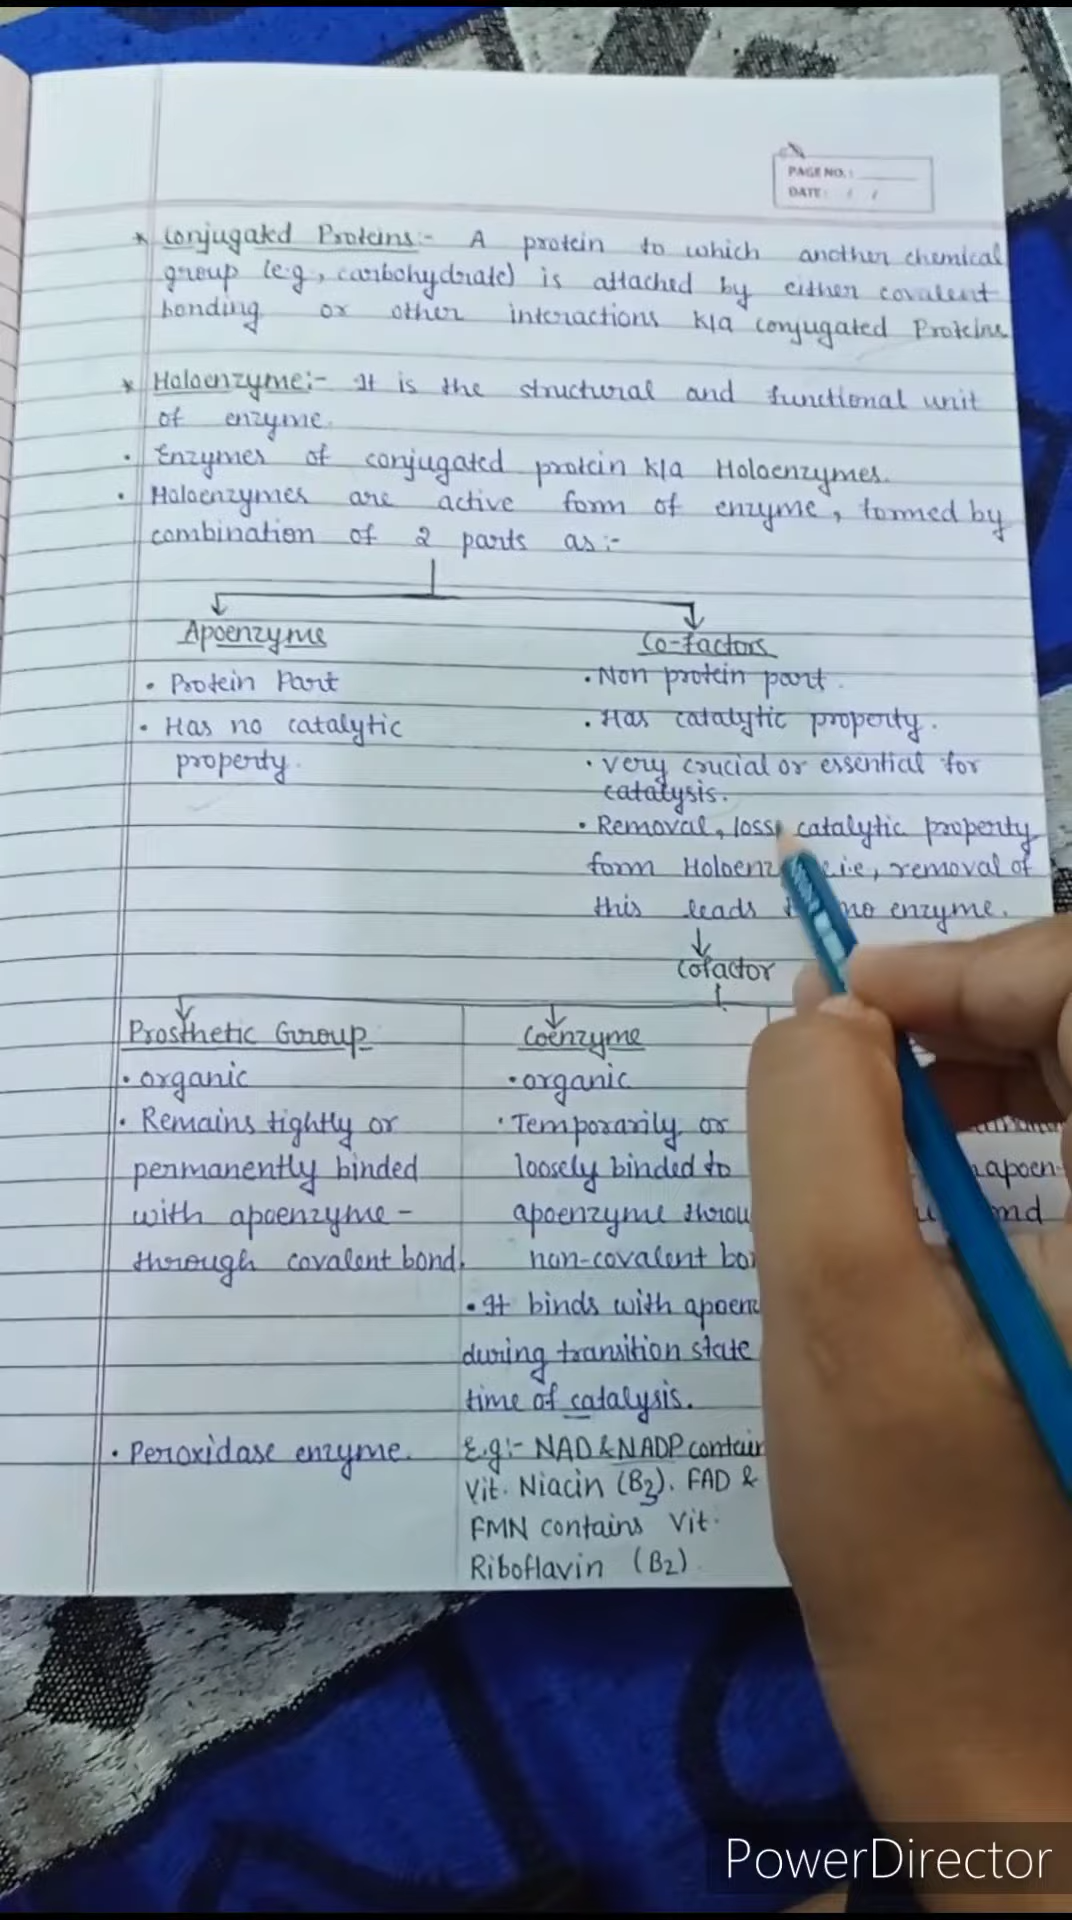 PAGE NO.:
DATE: / /
* Conjugated Proteins:- A protein to which another chemical
group (e.g, carbohydrate) is attached by either covalent
bonding or other interactions k/a conjugated Proteins
* Holoenzyme:- It is the structural and functional unit
of enzyme.
• Enzymes of conjugated protein k/a Holoenzymes.
• Holoenzymes are active form of enzyme, formed by
combination of 2 parts as:-
Apoenzyme
• Protein Part
• Has no catalytic
property.
Co-factors
• Non protein part.
• Has catalytic property.
• very crucial or essential for
catalysis.
• Removal, loss catalytic property
form Holoenz i.e, removal of
this leads no enzyme.
Cofactor
Prosthetic Group
• organic
• Remains tightly or
permanently binded
with apoenzyme -
through covalent bond.
• Peroxidase enzyme.
Coenzyme
• organic
• Temporarily or
loosely binded to
apoenzyme throu
non-covalent bo
• It binds with apoen
during transition state
time of catalysis.
E.g:- NAD & NADP contain
Vit. Niacin (B3). FAD &
FMN contains Vit.
Riboflavin (B2).
apoen-
ond
PowerDirector